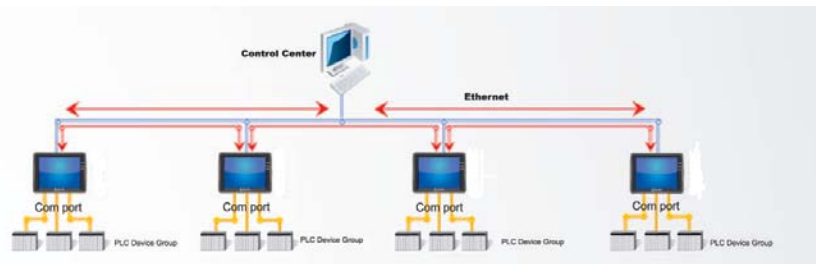 Control Center
Ethernet
Com port
Com port
Com port
Com port
PLC Device Group
PLC Device Group
PLC Device Group
PLC Device Group